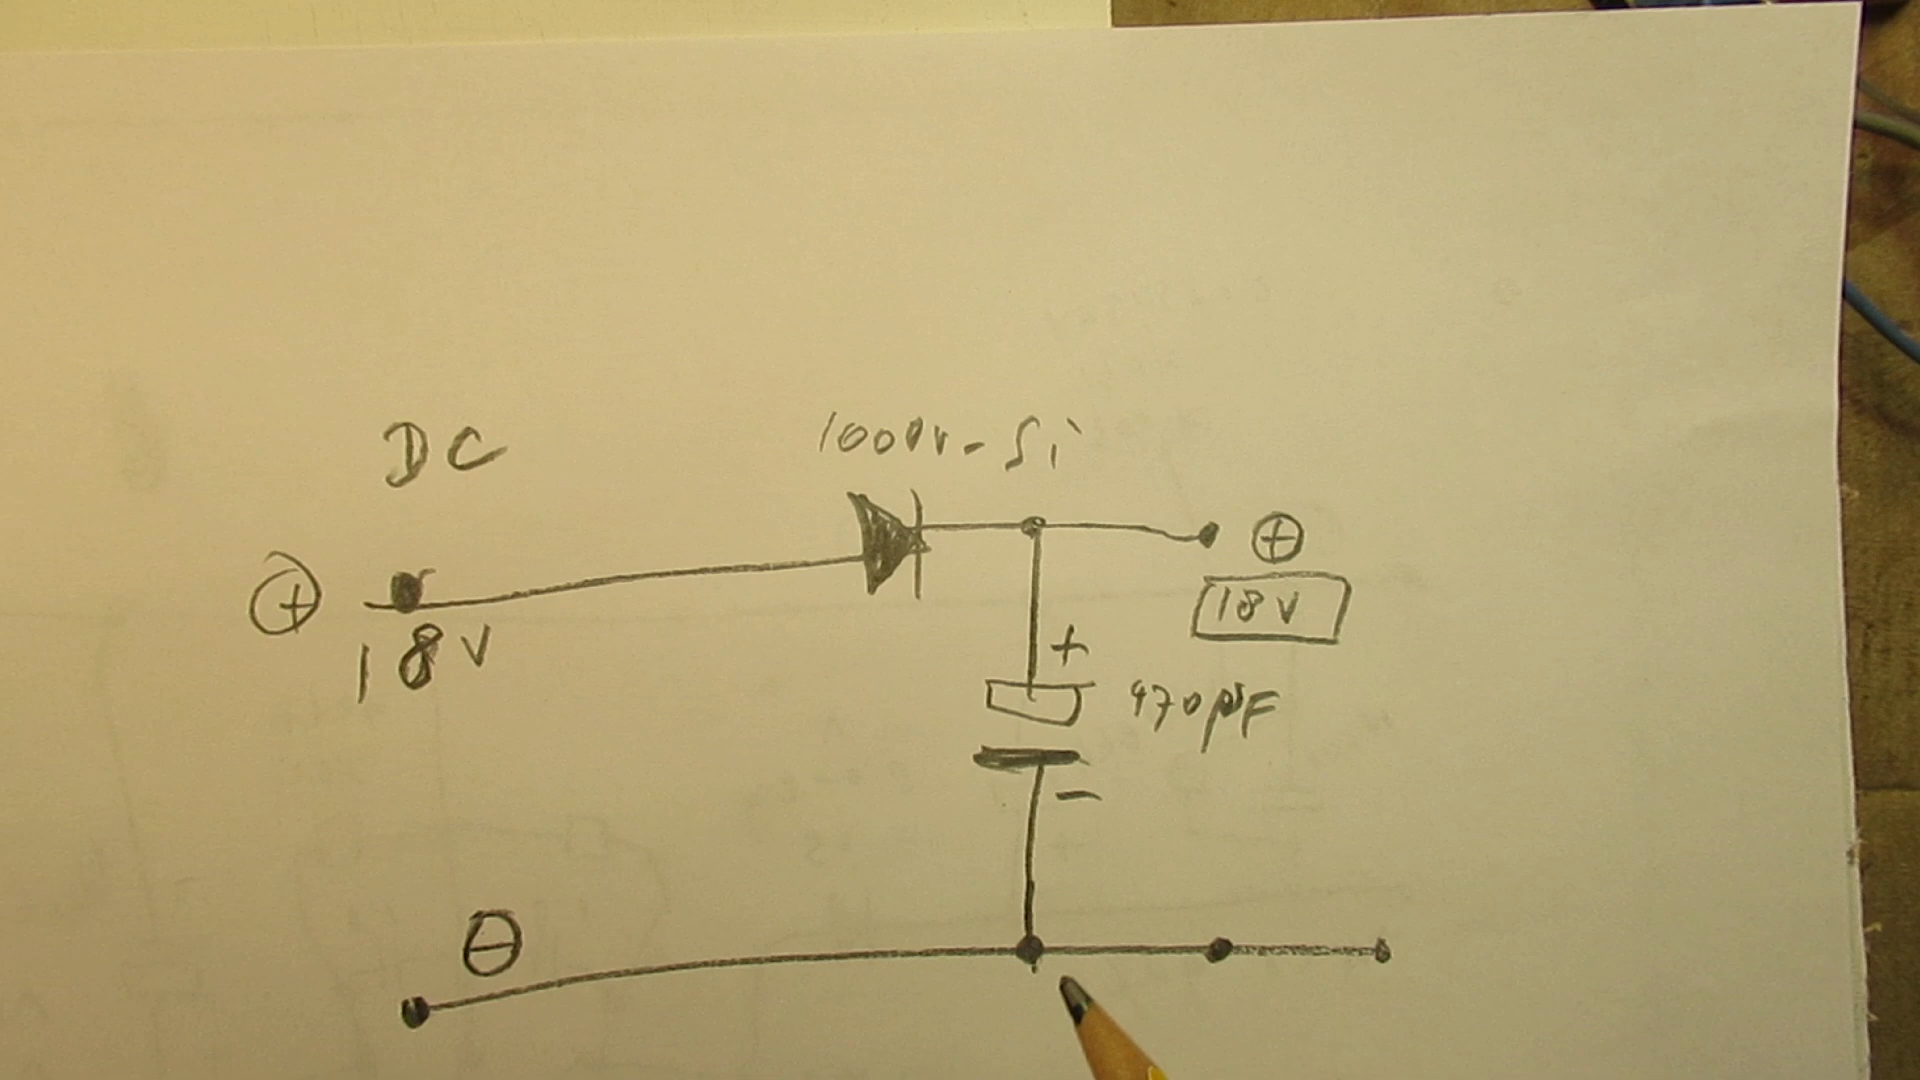 DC
1000V - Si
⊕
⊕
18V
18V
+
470µF
-
⊖